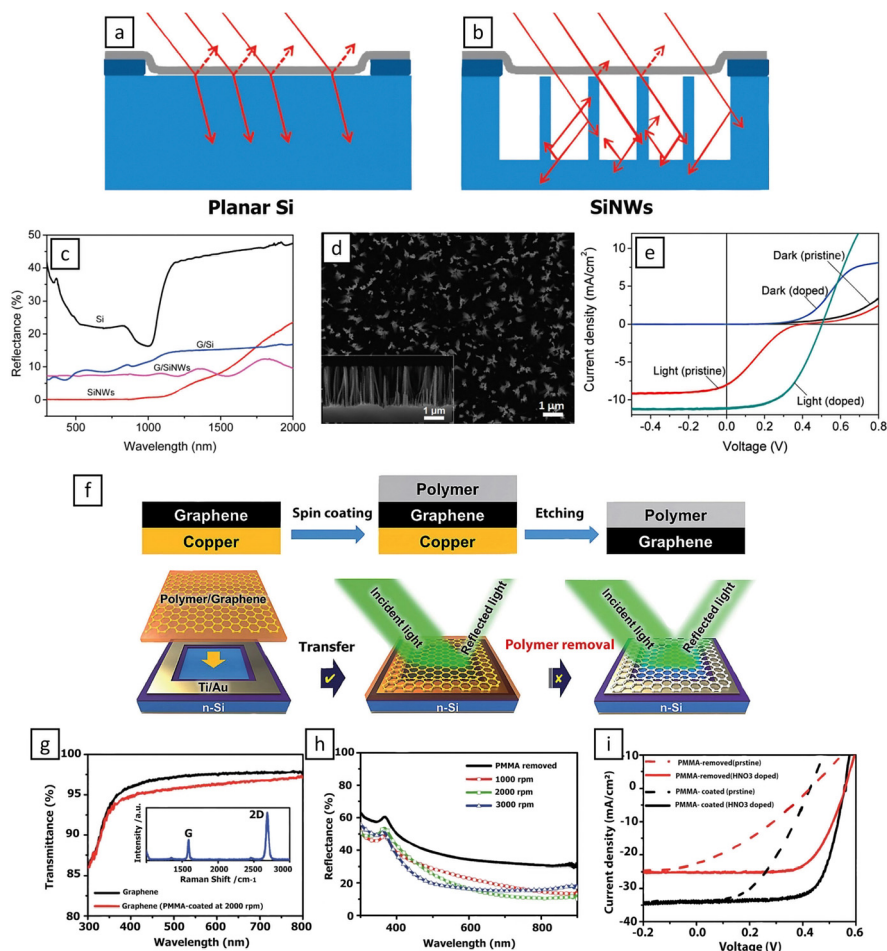 a
b
Planar Si
SiNWs
c
50
40
30
20
10
0
Reflectance (%)
Si
G/Si
G/SiNWs
SiNWs
500
1000
1500
2000
Wavelength (nm)
d
1 µm
1 µm
e
10
5
0
-5
-10
Current density (mA/cm²)
Dark (pristine)
Dark (doped)
Light (pristine)
Light (doped)
-0.4
-0.2
0.0
0.2
0.4
0.6
0.8
Voltage (V)
f
Graphene
Copper
Spin coating
Polymer
Graphene
Copper
Etching
Polymer
Graphene
Polymer/Graphene
Ti/Au
n-Si
Transfer
Incident light
Reflected light
n-Si
Polymer removal
Incident light
Reflected light
n-Si
g
100
95
90
85
80
Transmittance (%)
Intensity /a.u.
G
2D
1500
2000
2500
3000
Raman Shift /cm-1
Graphene
Graphene (PMMA-coated at 2000 rpm)
300
400
500
600
700
800
Wavelength (nm)
h
100
80
60
40
20
0
Reflectance (%)
PMMA removed
1000 rpm
2000 rpm
3000 rpm
400
600
800
Wavelength (nm)
i
10
0
-12
-24
-36
-48
Current density (mA/cm²)
PMMA-removed(prstine)
PMMA-removed(HNO3 doped)
PMMA- coated (prstine)
PMMA- coated (HNO3 doped)
-0.2
0.0
0.2
0.4
0.6
Voltage (V)